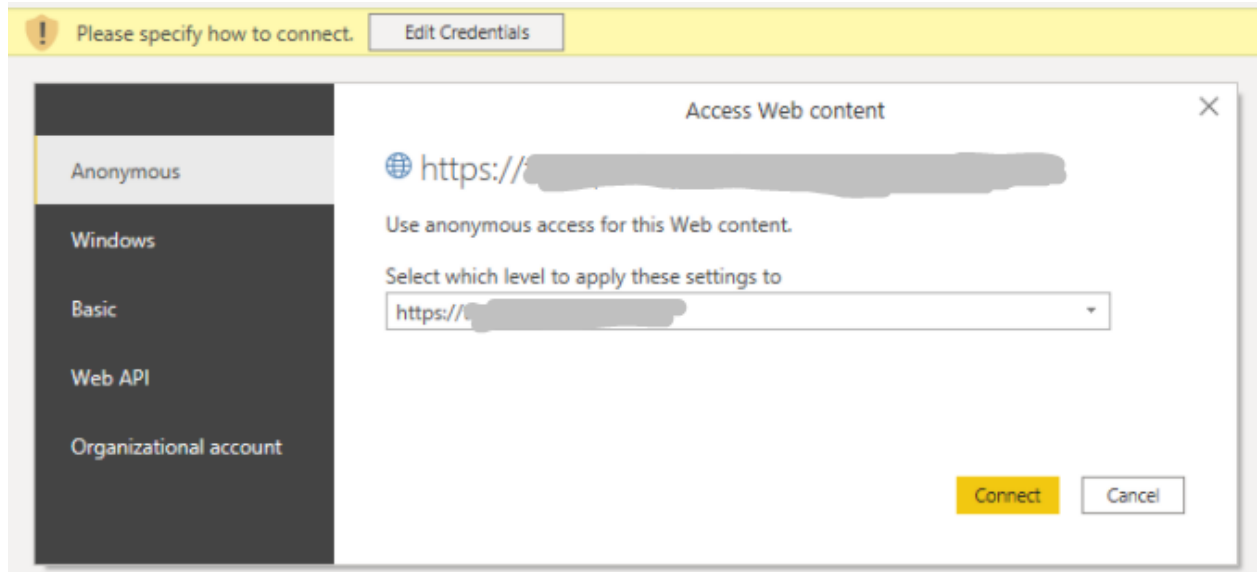 Please specify how to connect. Edit Credentials
Access Web content
Anonymous
Windows
Basic
Web API
Organizational account
https://
Use anonymous access for this Web content.
Select which level to apply these settings to
https://
Connect Cancel